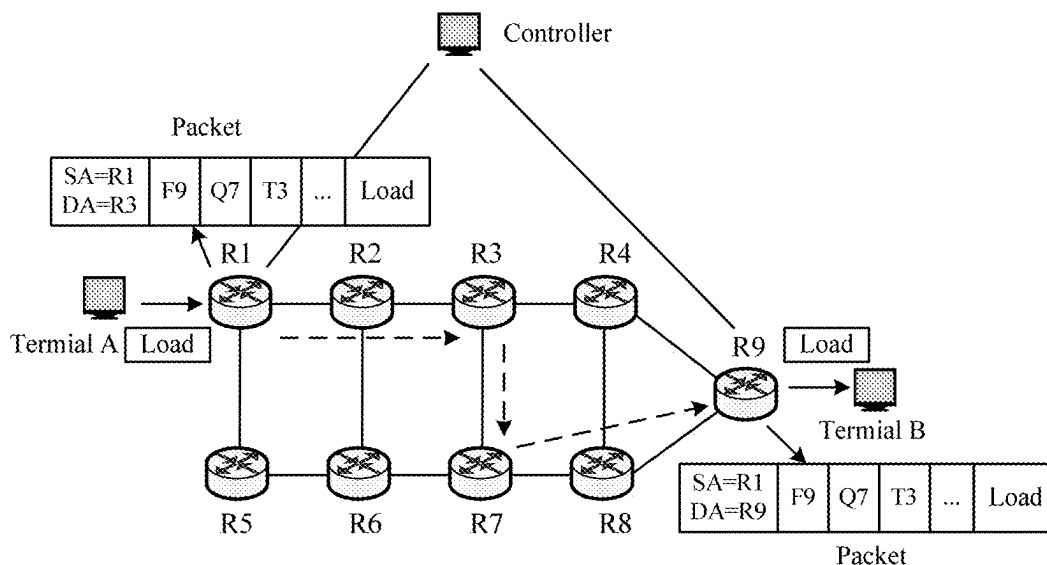 Controller
Packet
SA=R1
DA=R3
F9
Q7
T3
...
Load
R1
R2
R3
R4
Termial A
Load
R9
Load
Termial B
R5
R6
R7
R8
SA=R1
DA=R9
F9
Q7
T3
...
Load
Packet